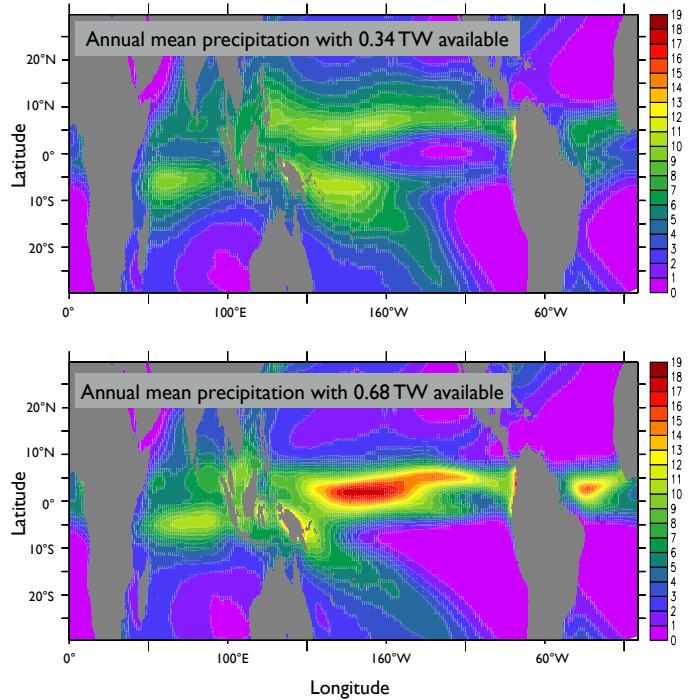 Annual mean precipitation with 0.34 TW available
Latitude
20°N
10°N
0°
10°S
20°S
0°
100°E
160°W
60°W
19
18
17
16
15
14
13
12
11
10
9
8
7
6
5
4
3
2
1
0
Annual mean precipitation with 0.68 TW available
Latitude
20°N
10°N
0°
10°S
20°S
0°
100°E
160°W
60°W
Longitude
19
18
17
16
15
14
13
12
11
10
9
8
7
6
5
4
3
2
1
0